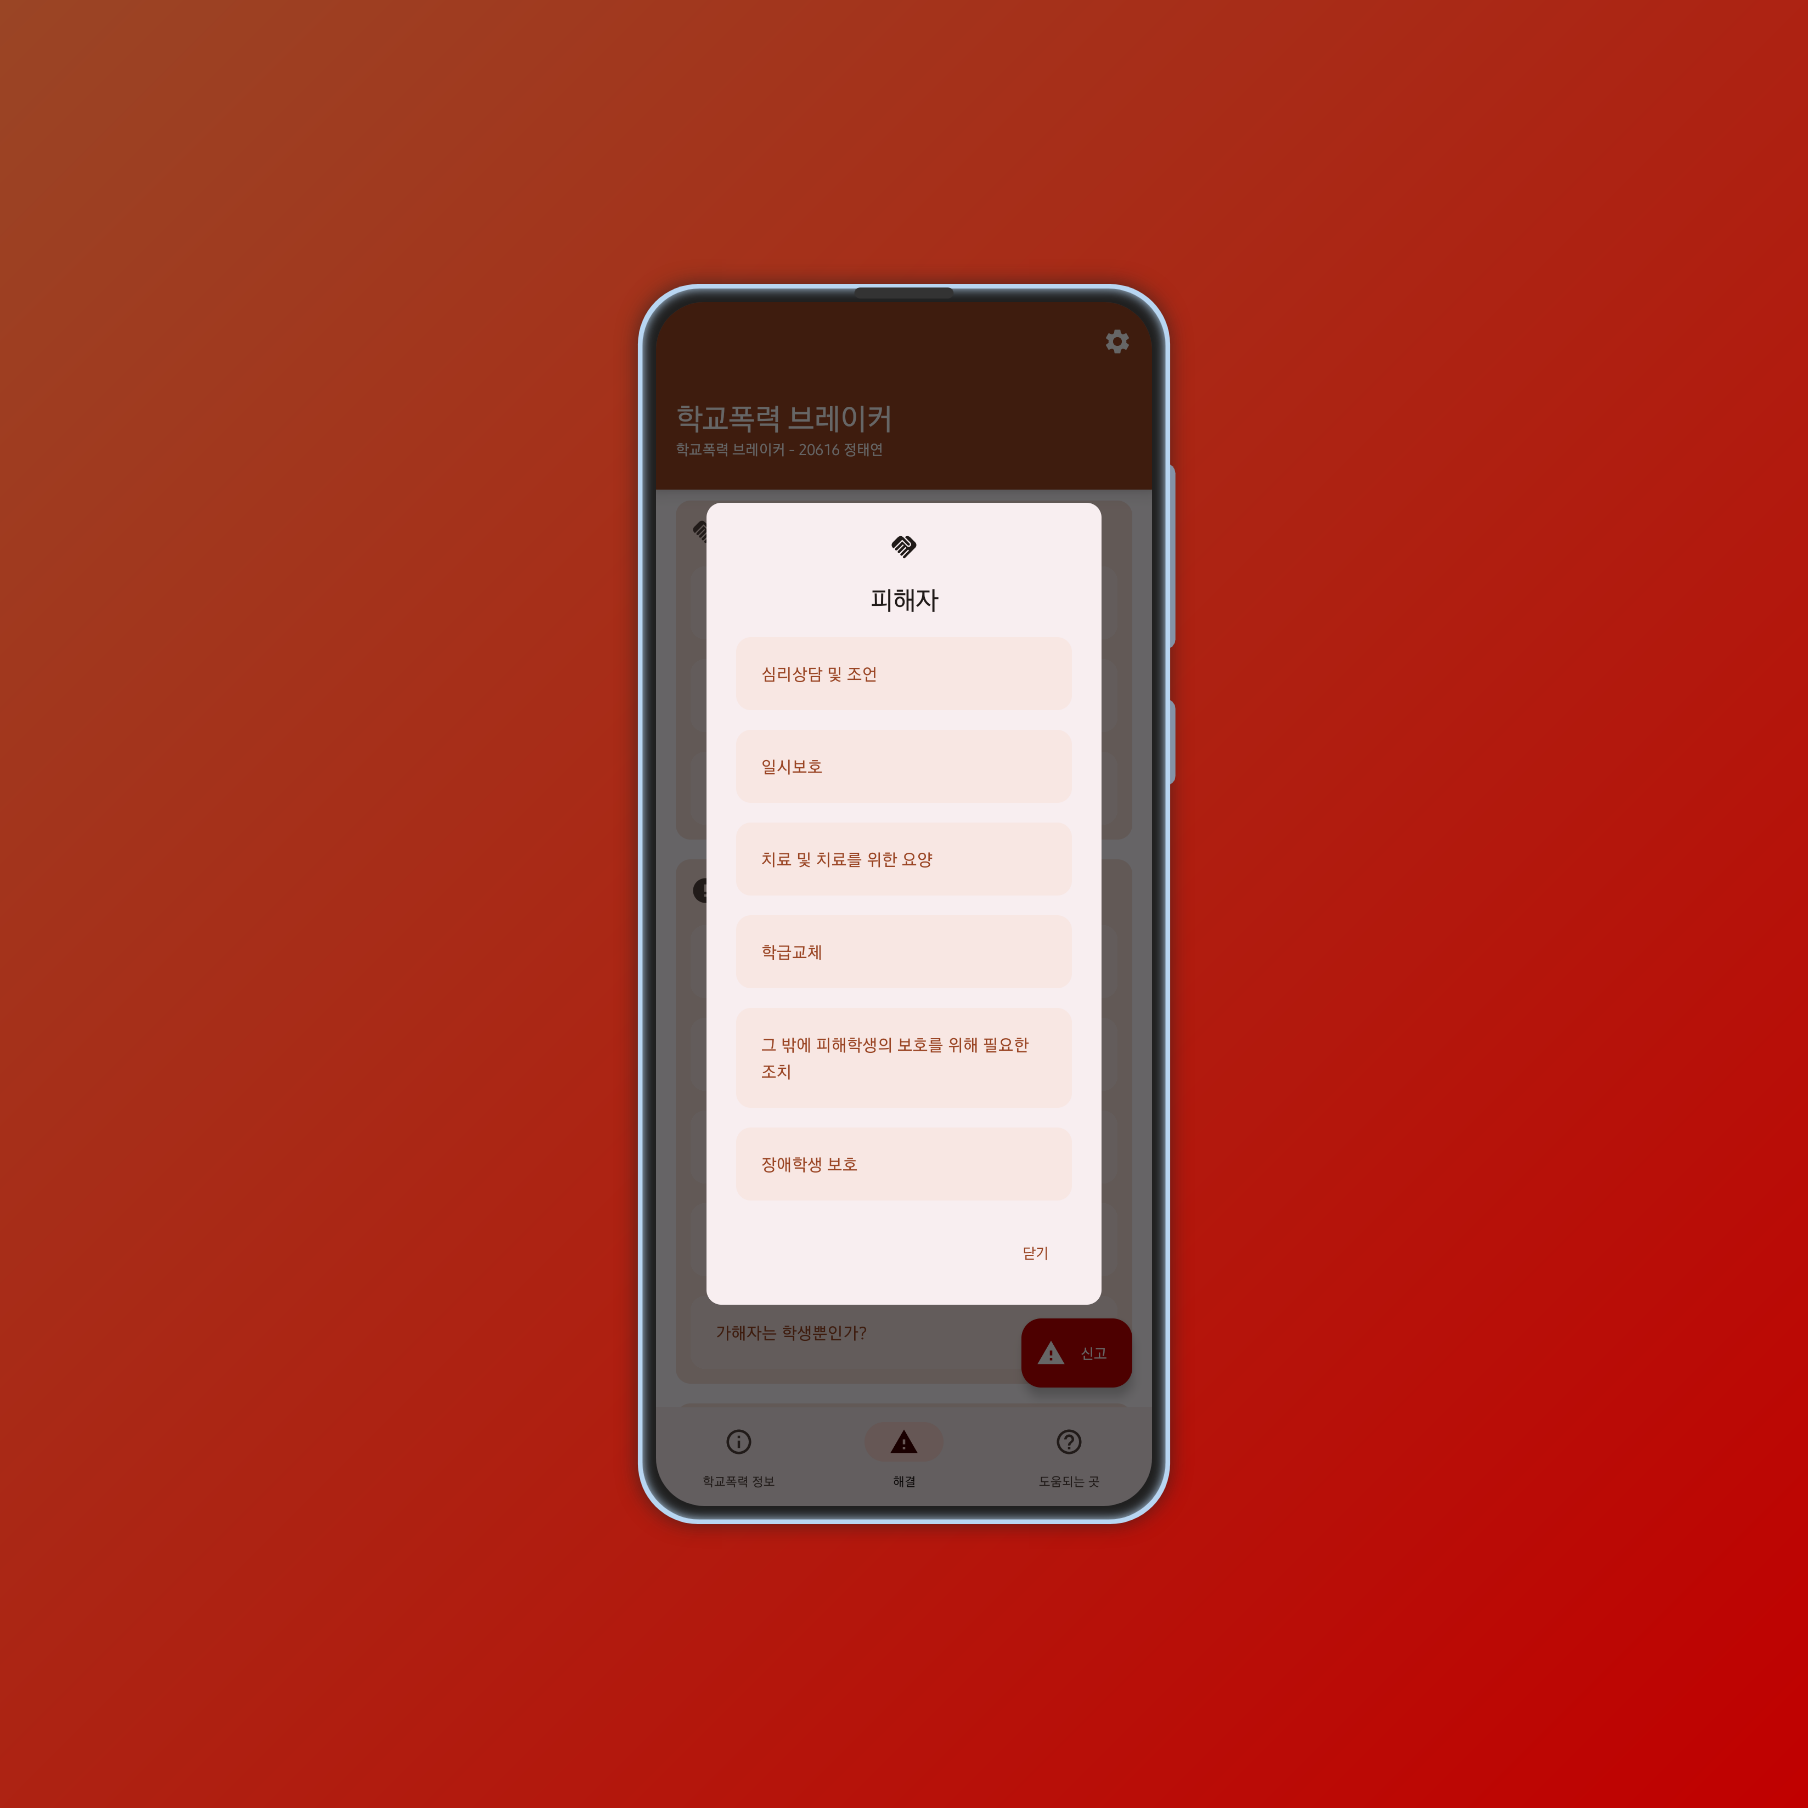 학교폭력 브레이커
학교폭력 브레이커 - 20616 정태연
피해자
심리상담 및 조언
일시보호
치료 및 치료를 위한 요양
학급교체
그 밖에 피해학생의 보호를 위해 필요한
조치
장애학생 보호
닫기
가해자는 학생뿐인가?
신고
학교폭력 정보
해결
도움되는 곳